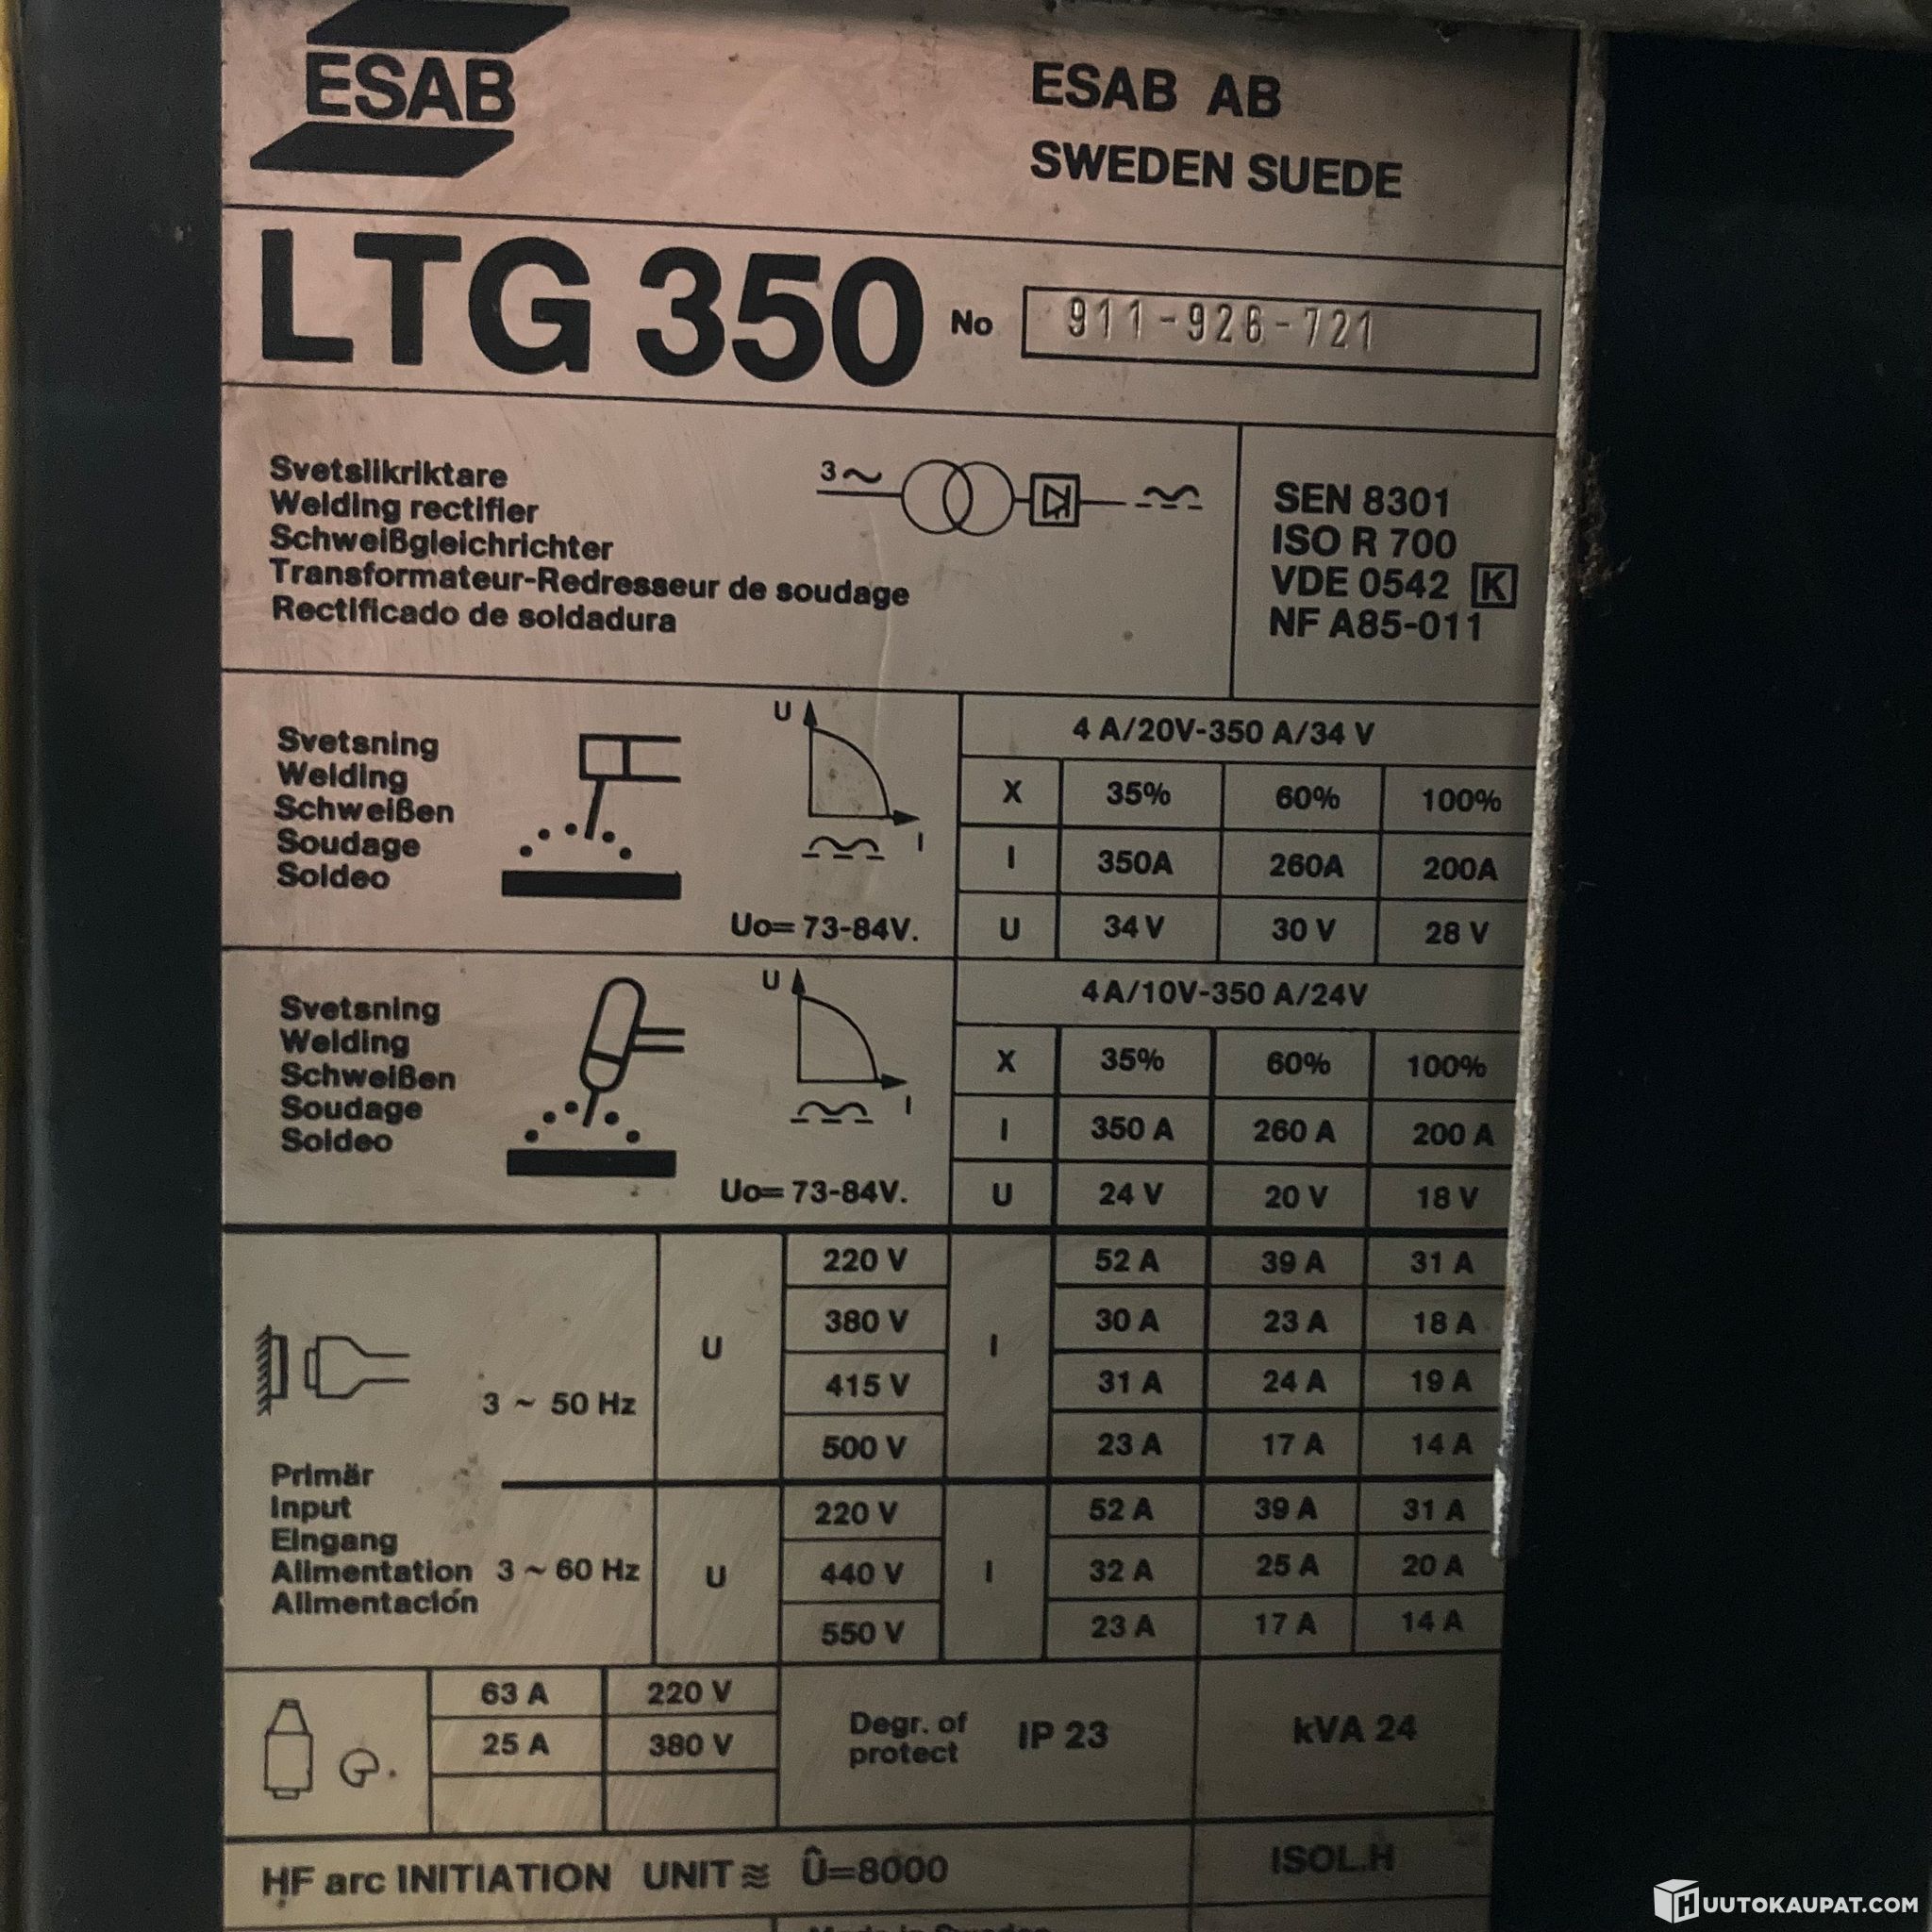 ESAB
ESAB AB
SWEDEN SUEDE
LTG 350 No 911-926-721
Svetslikriktare
Welding rectifier
Schweißgleichrichter
Transformateur-Redresseur de soudage
Rectificado de soldadura
3~
SEN 8301
ISO R 700
VDE 0542 K
NF A85-011
Svetsning
Welding
Schweißen
Soudage
Soldeo
U
I
Uo= 73-84V.
4 A/20V-350 A/34 V
X 35% 60% 100%
I 350A 260A 200A
U 34 V 30 V 28 V
Svetsning
Welding
Schweißen
Soudage
Soldeo
U
I
Uo= 73-84V.
4A/10V-350 A/24V
X 35% 60% 100%
I 350 A 260 A 200 A
U 24 V 20 V 18 V
3 ~ 50 Hz
U
I
220 V 52 A 39 A 31 A
380 V 30 A 23 A 18 A
415 V 31 A 24 A 19 A
500 V 23 A 17 A 14 A
Primär
Input
Eingang
Alimentation 3 ~ 60 Hz
Alimentación
U
I
220 V 52 A 39 A 31 A
440 V 32 A 25 A 20 A
550 V 23 A 17 A 14 A
63 A 220 V
25 A 380 V
Degr. of
protect IP 23
kVA 24
HF arc INITIATION UNIT ≋ Û=8000
ISOL.H
Made in Sweden
HUUTOKAUPAT.COM